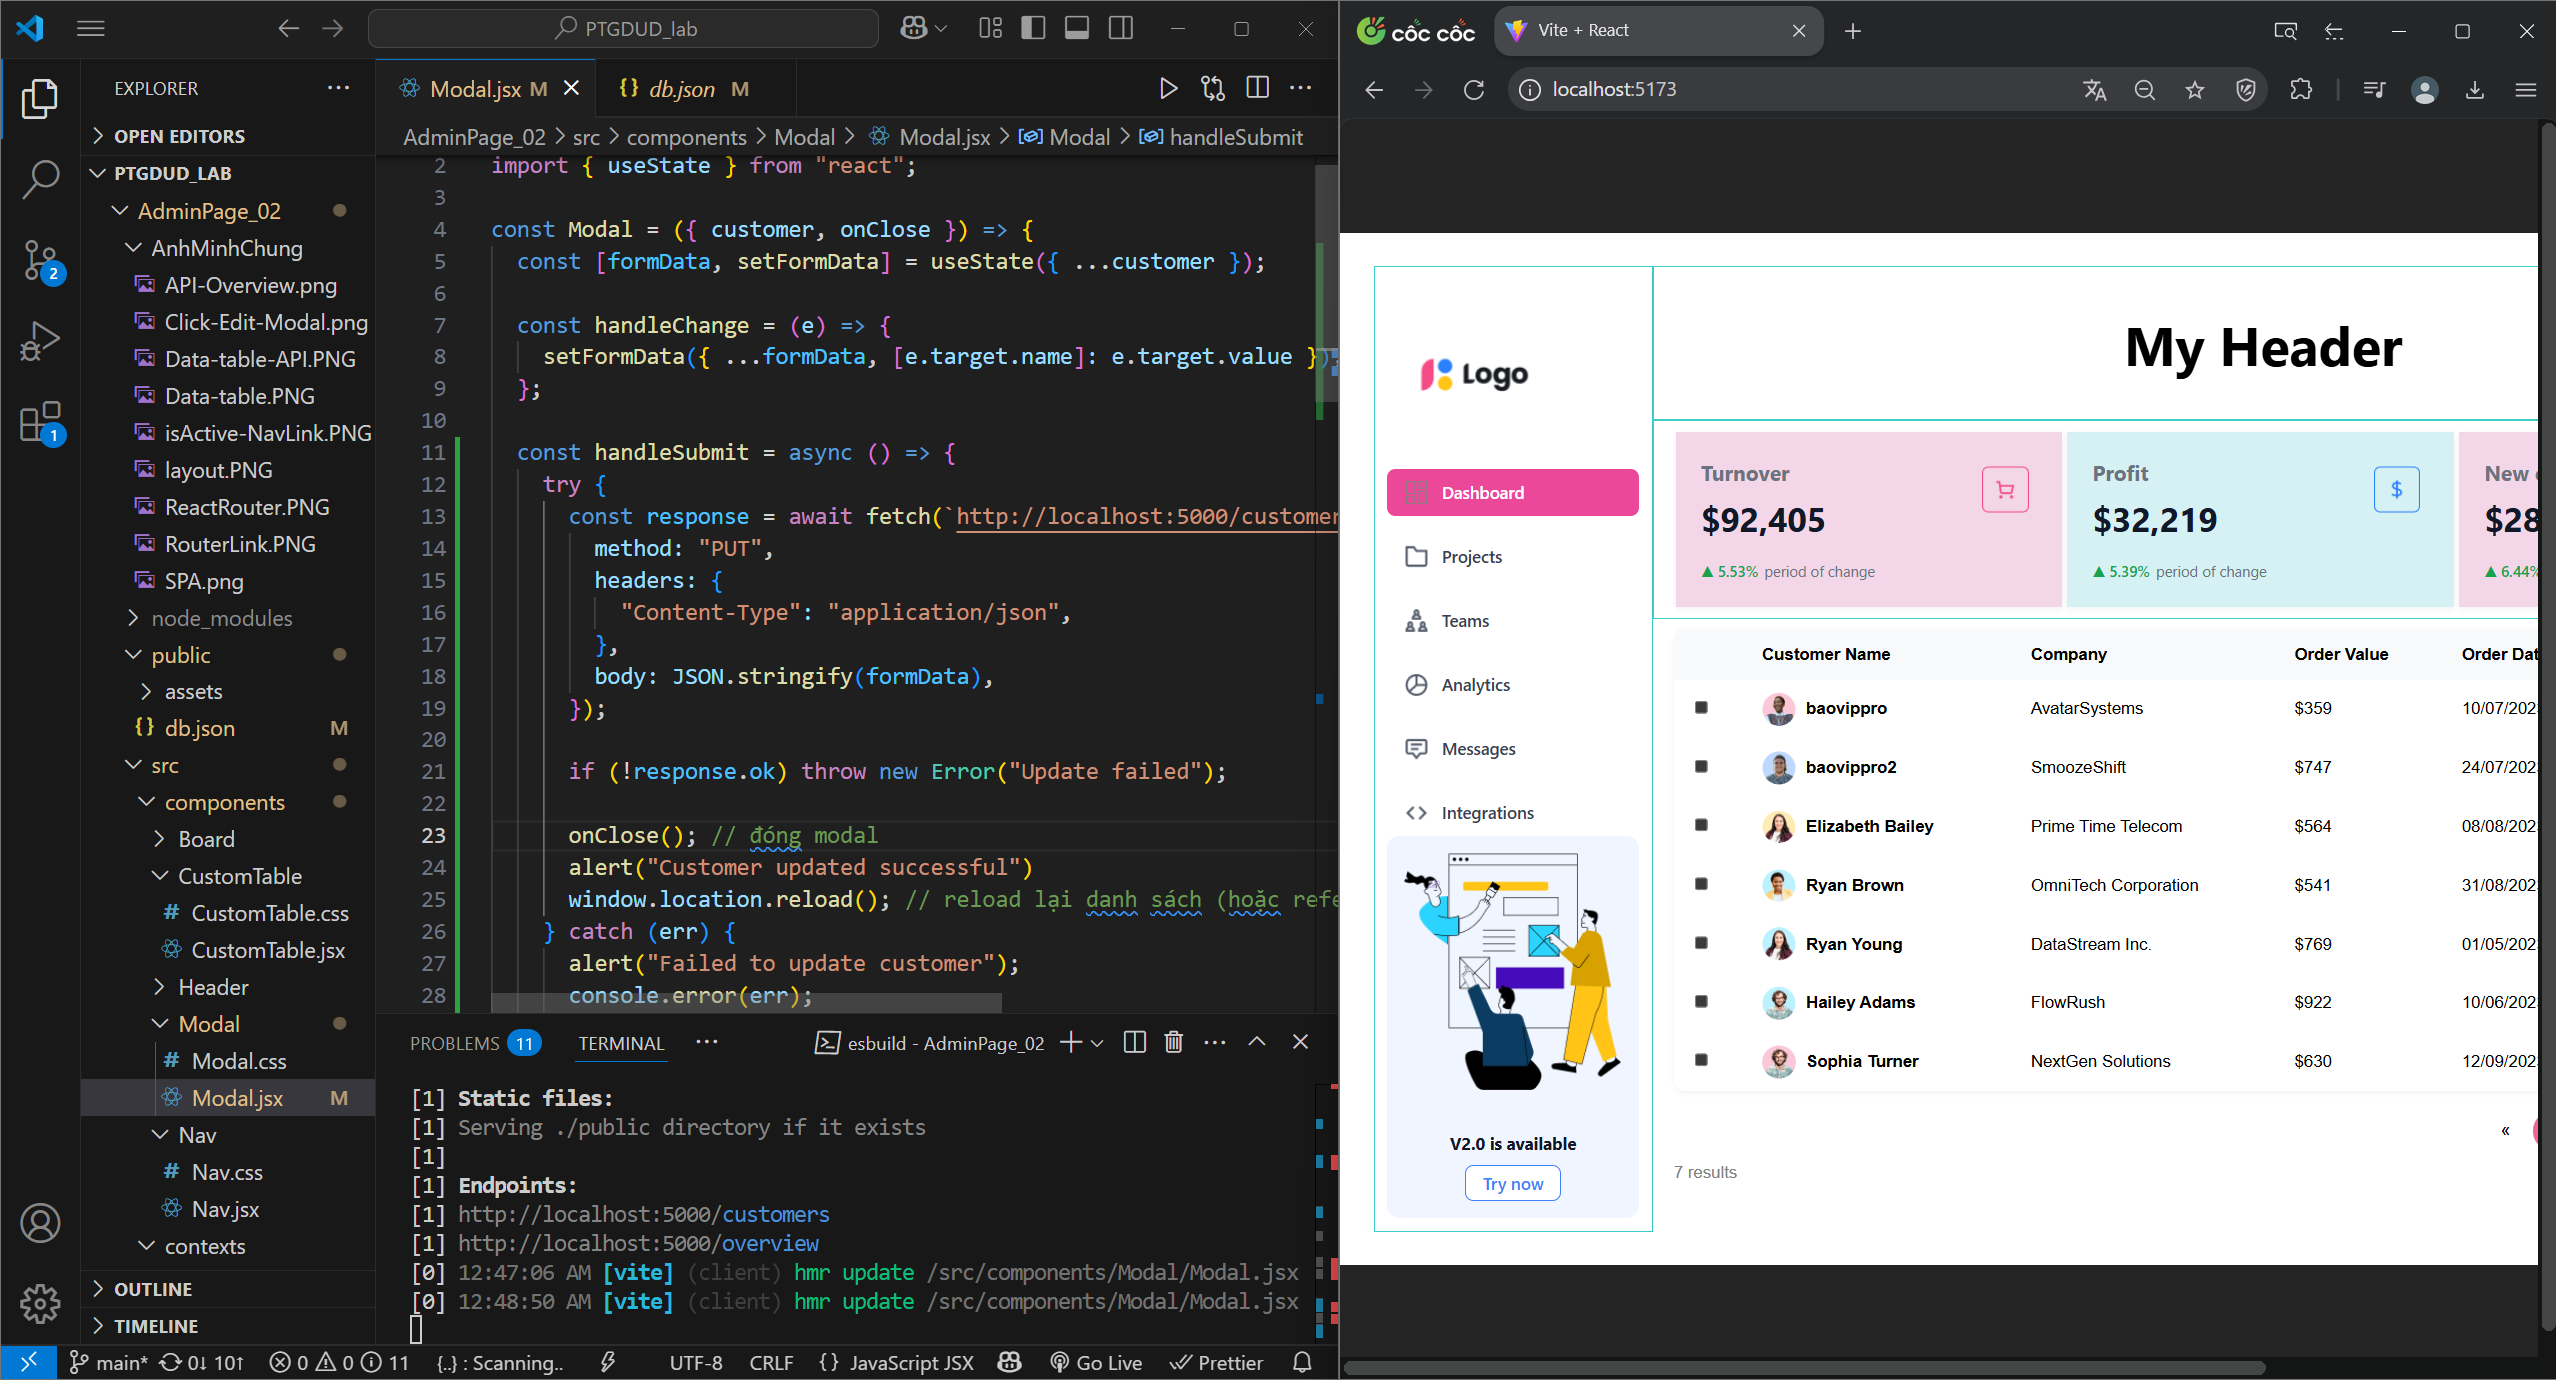 PTGDUD_lab
EXPLORER
OPEN EDITORS
PTGDUD_LAB
AdminPage_02
AnhMinhChung
API-Overview.png
Click-Edit-Modal.png
Data-table-API.PNG
Data-table.PNG
isActive-NavLink.PNG
layout.PNG
ReactRouter.PNG
RouterLink.PNG
SPA.png
node_modules
public
assets
{} db.json M
src
components
Board
CustomTable
# CustomTable.css
CustomTable.jsx
Header
Modal
# Modal.css
Modal.jsx M
Nav
# Nav.css
Nav.jsx
contexts
OUTLINE
TIMELINE
2
1
Modal.jsx M
{} db.json M
AdminPage_02 > src > components > Modal > Modal.jsx > Modal > handleSubmit
2 import { useState } from "react";
3
4 const Modal = ({ customer, onClose }) => {
5 const [formData, setFormData] = useState({ ...customer });
6
7 const handleChange = (e) => {
8 setFormData({ ...formData, [e.target.name]: e.target.value })
9 };
10
11 const handleSubmit = async () => {
12 try {
13 const response = await fetch(`http://localhost:5000/customer
14 method: "PUT",
15 headers: {
16 "Content-Type": "application/json",
17 },
18 body: JSON.stringify(formData),
19 });
20
21 if (!response.ok) throw new Error("Update failed");
22
23 onClose(); // đóng modal
24 alert("Customer updated successful")
25 window.location.reload(); // reload lại danh sách (hoặc refe
26 } catch (err) {
27 alert("Failed to update customer");
28 console.error(err);
PROBLEMS 11
TERMINAL
esbuild - AdminPage_02
[1] Static files:
[1] Serving ./public directory if it exists
[1]
[1] Endpoints:
[1] http://localhost:5000/customers
[1] http://localhost:5000/overview
[0] 12:47:06 AM [vite] (client) hmr update /src/components/Modal/Modal.jsx
[0] 12:48:50 AM [vite] (client) hmr update /src/components/Modal/Modal.jsx
main* 0↓ 10↑ 0 0 11 {..} : Scanning.. UTF-8 CRLF {} JavaScript JSX Go Live Prettier
cốc cốc
Vite + React
localhost:5173
Logo
Dashboard
Projects
Teams
Analytics
Messages
Integrations
V2.0 is available
Try now
My Header
Turnover
$92,405
▲ 5.53% period of change
Profit
$
$32,219
▲ 5.39% period of change
New
$28
▲ 6.44%
Customer Name Company Order Value Order Dat
baovippro AvatarSystems $359 10/07/202
baovippro2 SmoozeShift $747 24/07/202
Elizabeth Bailey Prime Time Telecom $564 08/08/202
Ryan Brown OmniTech Corporation $541 31/08/202
Ryan Young DataStream Inc. $769 01/05/202
Hailey Adams FlowRush $922 10/06/202
Sophia Turner NextGen Solutions $630 12/09/202
«
7 results